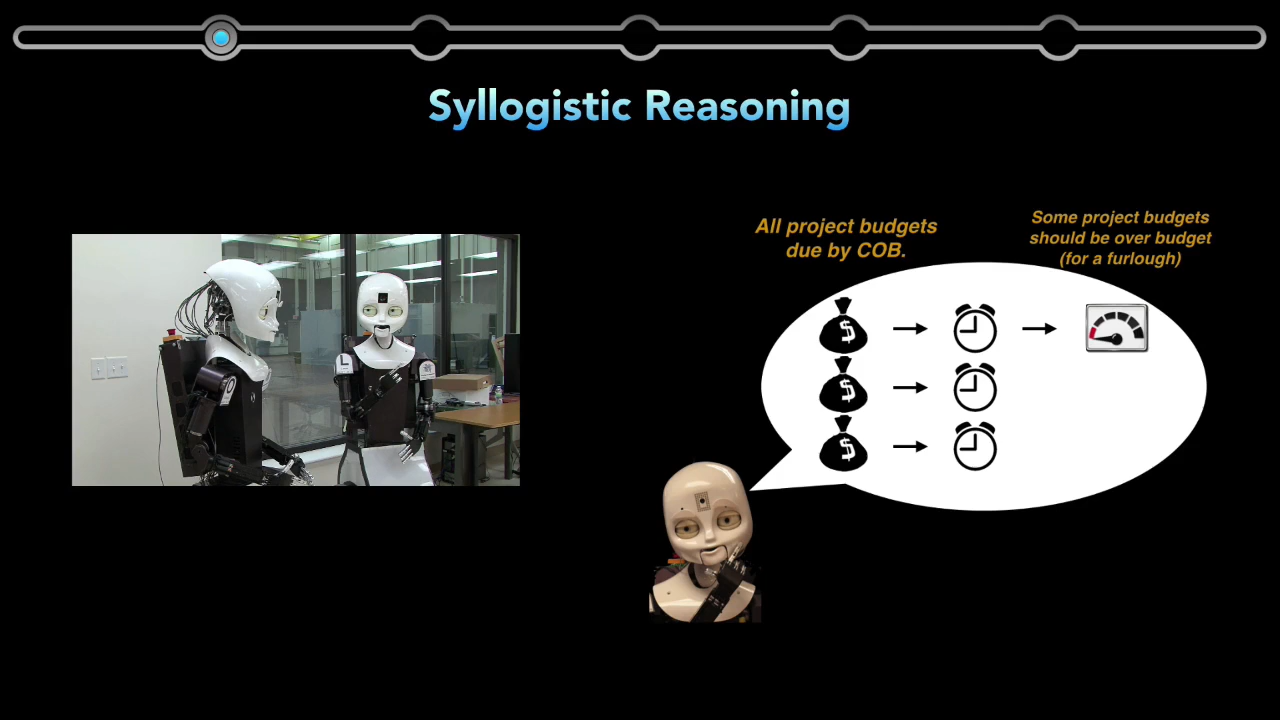 Syllogistic Reasoning
All project budgets
due by COB.
Some project budgets
should be over budget
(for a furlough)
$
$
$
L